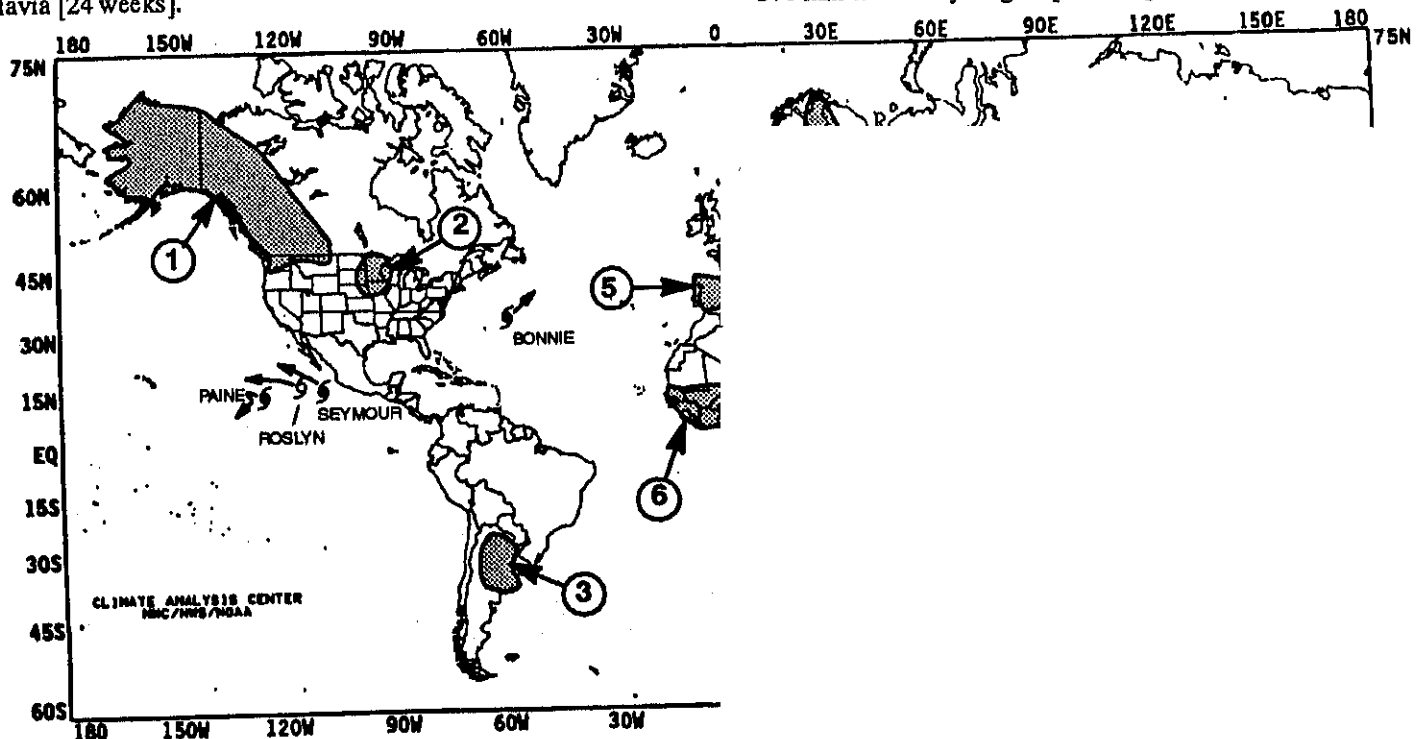 lavia [24 weeks].
180 150W 120W 90W 60W 30W 0 30E 60E 90E 120E 150E 180
75N 75N
60N
1
2
45N
5
BONNIE
30N
PAINE
15N
SEYMOUR
ROSLYN
EQ
6
15S
30S
3
CLIMATE ANALYSIS CENTER
NMC/NWS/NOAA
45S
60S
180 150W 120W 90W 60W 30W